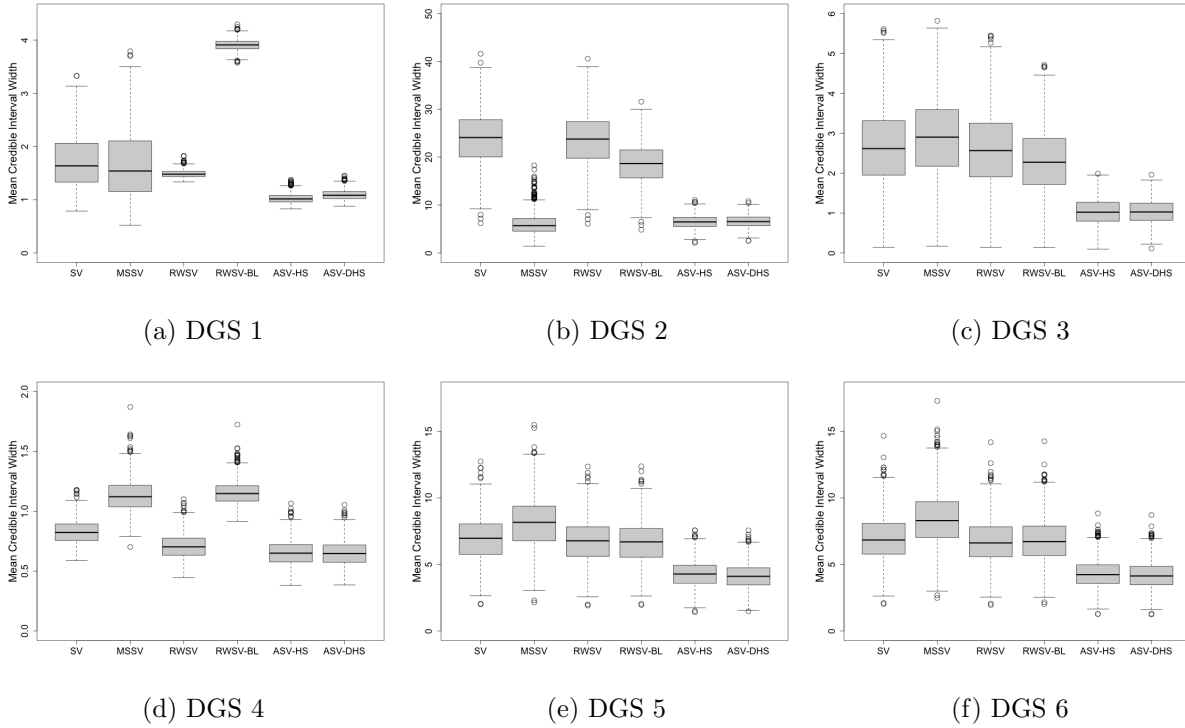 Mean Credible Interval Width
4
3
2
1
0
SV MSSV RWSV RWSV-BL ASV-HS ASV-DHS
(a) DGS 1
Mean Credible Interval Width
50
40
30
20
10
0
SV MSSV RWSV RWSV-BL ASV-HS ASV-DHS
(b) DGS 2
Mean Credible Interval Width
6
5
4
3
2
1
0
SV MSSV RWSV RWSV-BL ASV-HS ASV-DHS
(c) DGS 3
Mean Credible Interval Width
2.0
1.5
1.0
0.5
0.0
SV MSSV RWSV RWSV-BL ASV-HS ASV-DHS
(d) DGS 4
Mean Credible Interval Width
15
10
5
0
SV MSSV RWSV RWSV-BL ASV-HS ASV-DHS
(e) DGS 5
Mean Credible Interval Width
15
10
5
0
SV MSSV RWSV RWSV-BL ASV-HS ASV-DHS
(f) DGS 6